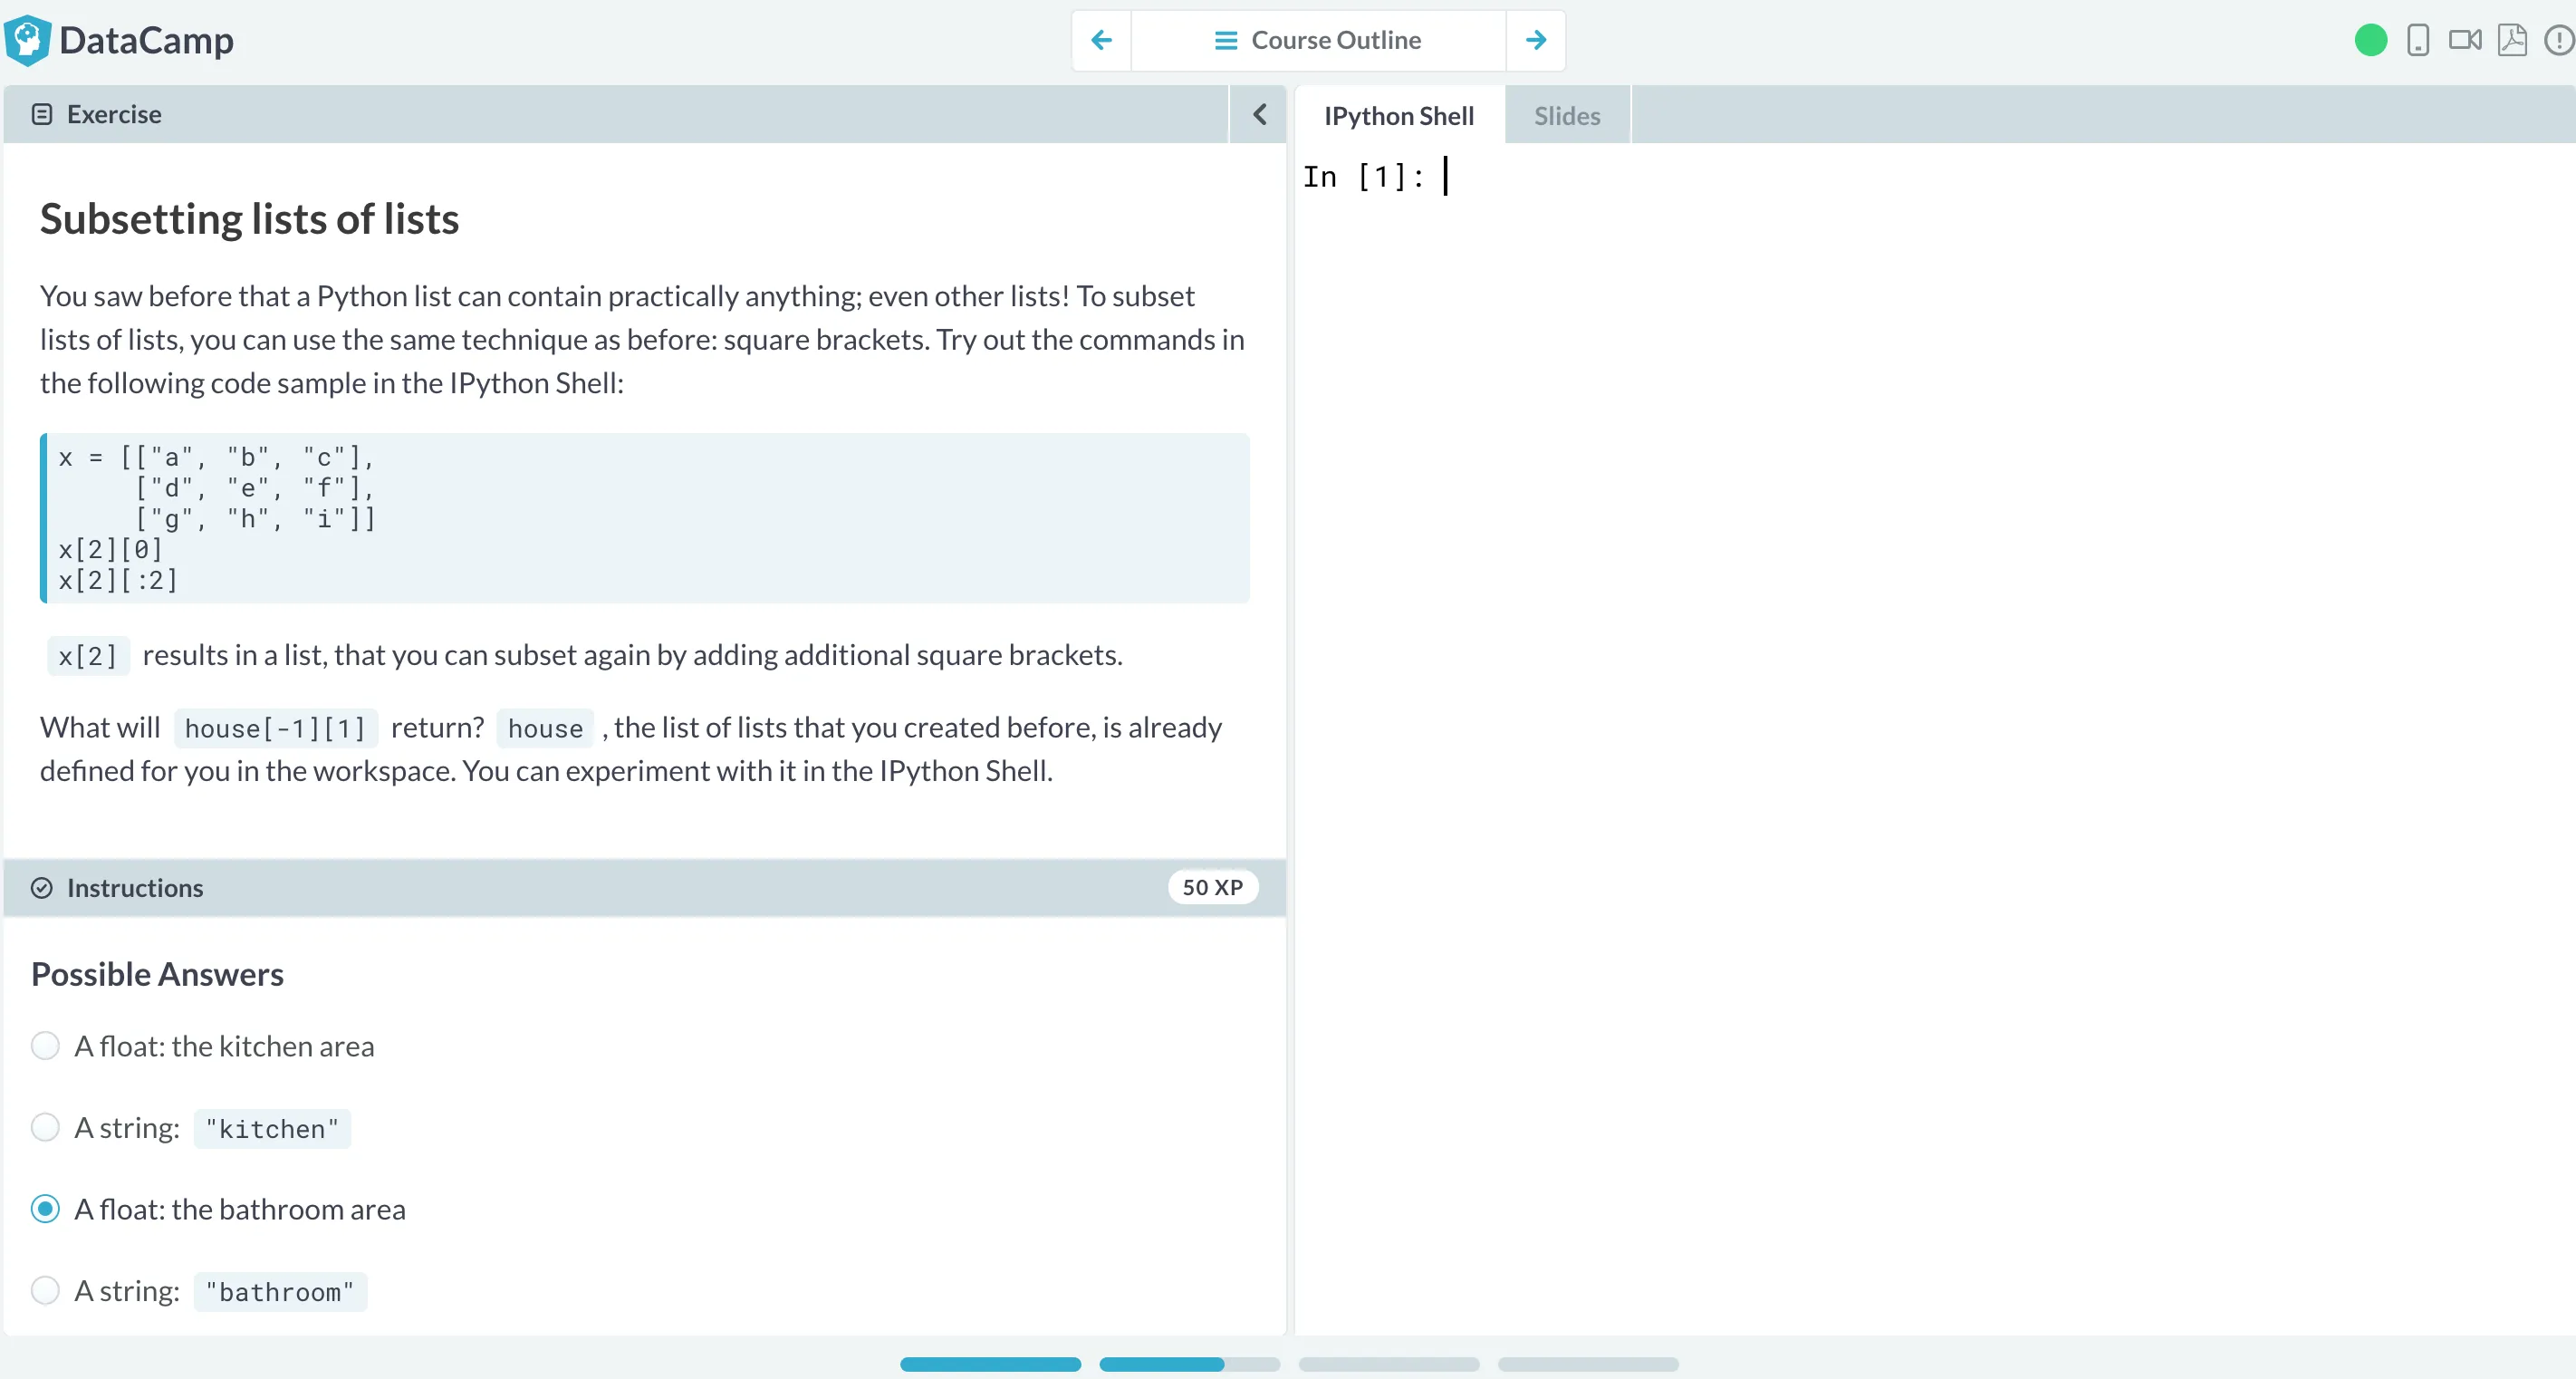 DataCamp
Course Outline
Exercise
Subsetting lists of lists
You saw before that a Python list can contain practically anything; even other lists! To subset
lists of lists, you can use the same technique as before: square brackets. Try out the commands in
the following code sample in the IPython Shell:
x = [["a", "b", "c"],
     ["d", "e", "f"],
     ["g", "h", "i"]]
x[2][0]
x[2][:2]
x[2] results in a list, that you can subset again by adding additional square brackets.
What will house[-1][1] return? house , the list of lists that you created before, is already
defined for you in the workspace. You can experiment with it in the IPython Shell.
Instructions
50 XP
Possible Answers
A float: the kitchen area
A string: "kitchen"
A float: the bathroom area
A string: "bathroom"
IPython Shell
Slides
In [1]: